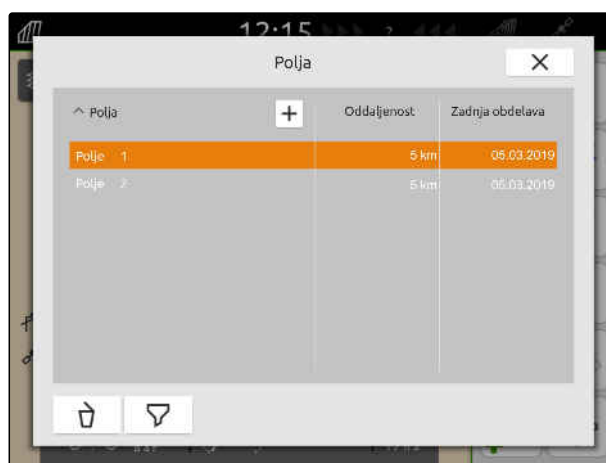 12:15
Polja
^ Polja + Oddaljenost Zadnja obdelava
Polje 1 5 km 05.03.2019
Polje 2 5 km 05.03.2019